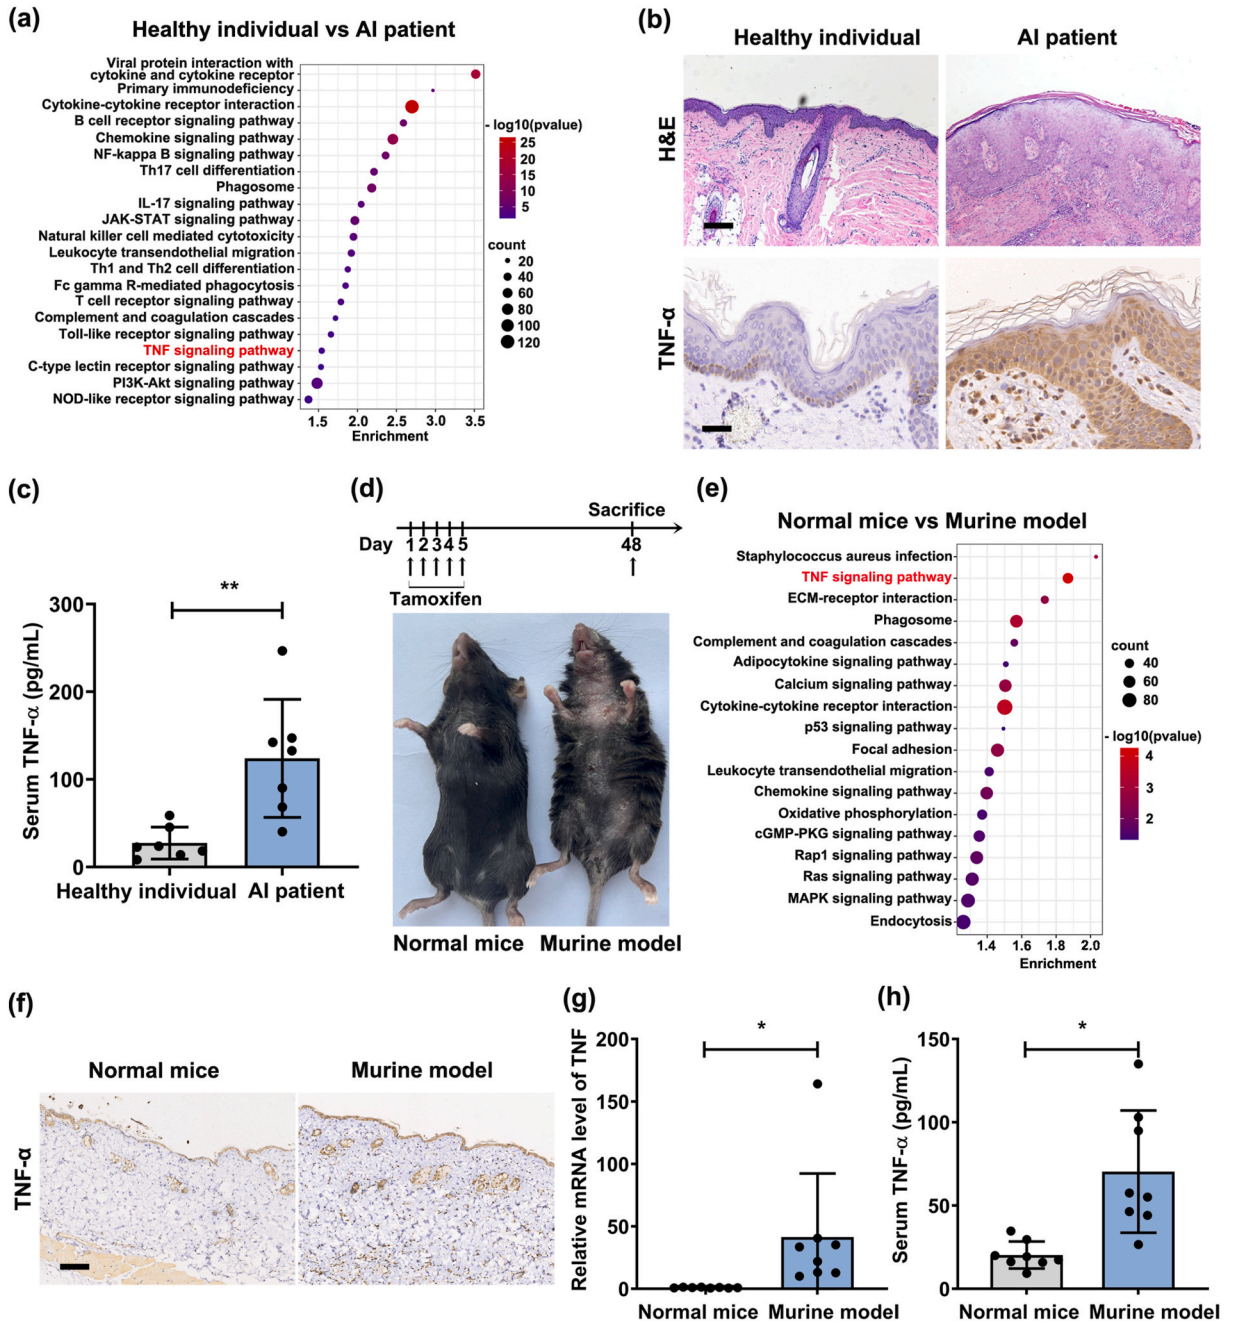 (a)
Healthy individual vs AI patient
Viral protein interaction with
cytokine and cytokine receptor
Primary immunodeficiency
Cytokine-cytokine receptor interaction
B cell receptor signaling pathway
Chemokine signaling pathway
NF-kappa B signaling pathway
Th17 cell differentiation
Phagosome
IL-17 signaling pathway
JAK-STAT signaling pathway
Natural killer cell mediated cytotoxicity
Leukocyte transendothelial migration
Th1 and Th2 cell differentiation
Fc gamma R-mediated phagocytosis
T cell receptor signaling pathway
Complement and coagulation cascades
Toll-like receptor signaling pathway
TNF signaling pathway
C-type lectin receptor signaling pathway
PI3K-Akt signaling pathway
NOD-like receptor signaling pathway
1.5 2.0 2.5 3.0 3.5
Enrichment
- log10(pvalue)
25
20
15
10
5
count
20
40
60
80
100
120
(b)
Healthy individual
AI patient
H&E
TNF-α
(c)
**
Serum TNF-α (pg/mL)
300
200
100
0
Healthy individual
AI patient
(d)
Sacrifice
Day 1 2 3 4 5 48
Tamoxifen
Normal mice
Murine model
(e)
Normal mice vs Murine model
Staphylococcus aureus infection
TNF signaling pathway
ECM-receptor interaction
Phagosome
Complement and coagulation cascades
Adipocytokine signaling pathway
Calcium signaling pathway
Cytokine-cytokine receptor interaction
p53 signaling pathway
Focal adhesion
Leukocyte transendothelial migration
Chemokine signaling pathway
Oxidative phosphorylation
cGMP-PKG signaling pathway
Rap1 signaling pathway
Ras signaling pathway
MAPK signaling pathway
Endocytosis
1.4 1.6 1.8 2.0
Enrichment
count
40
60
80
- log10(pvalue)
4
3
2
(f)
Normal mice
Murine model
TNF-α
(g)
*
Relative mRNA level of TNF
200
150
100
50
0
Normal mice
Murine model
(h)
*
Serum TNF-α (pg/mL)
150
100
50
0
Normal mice
Murine model